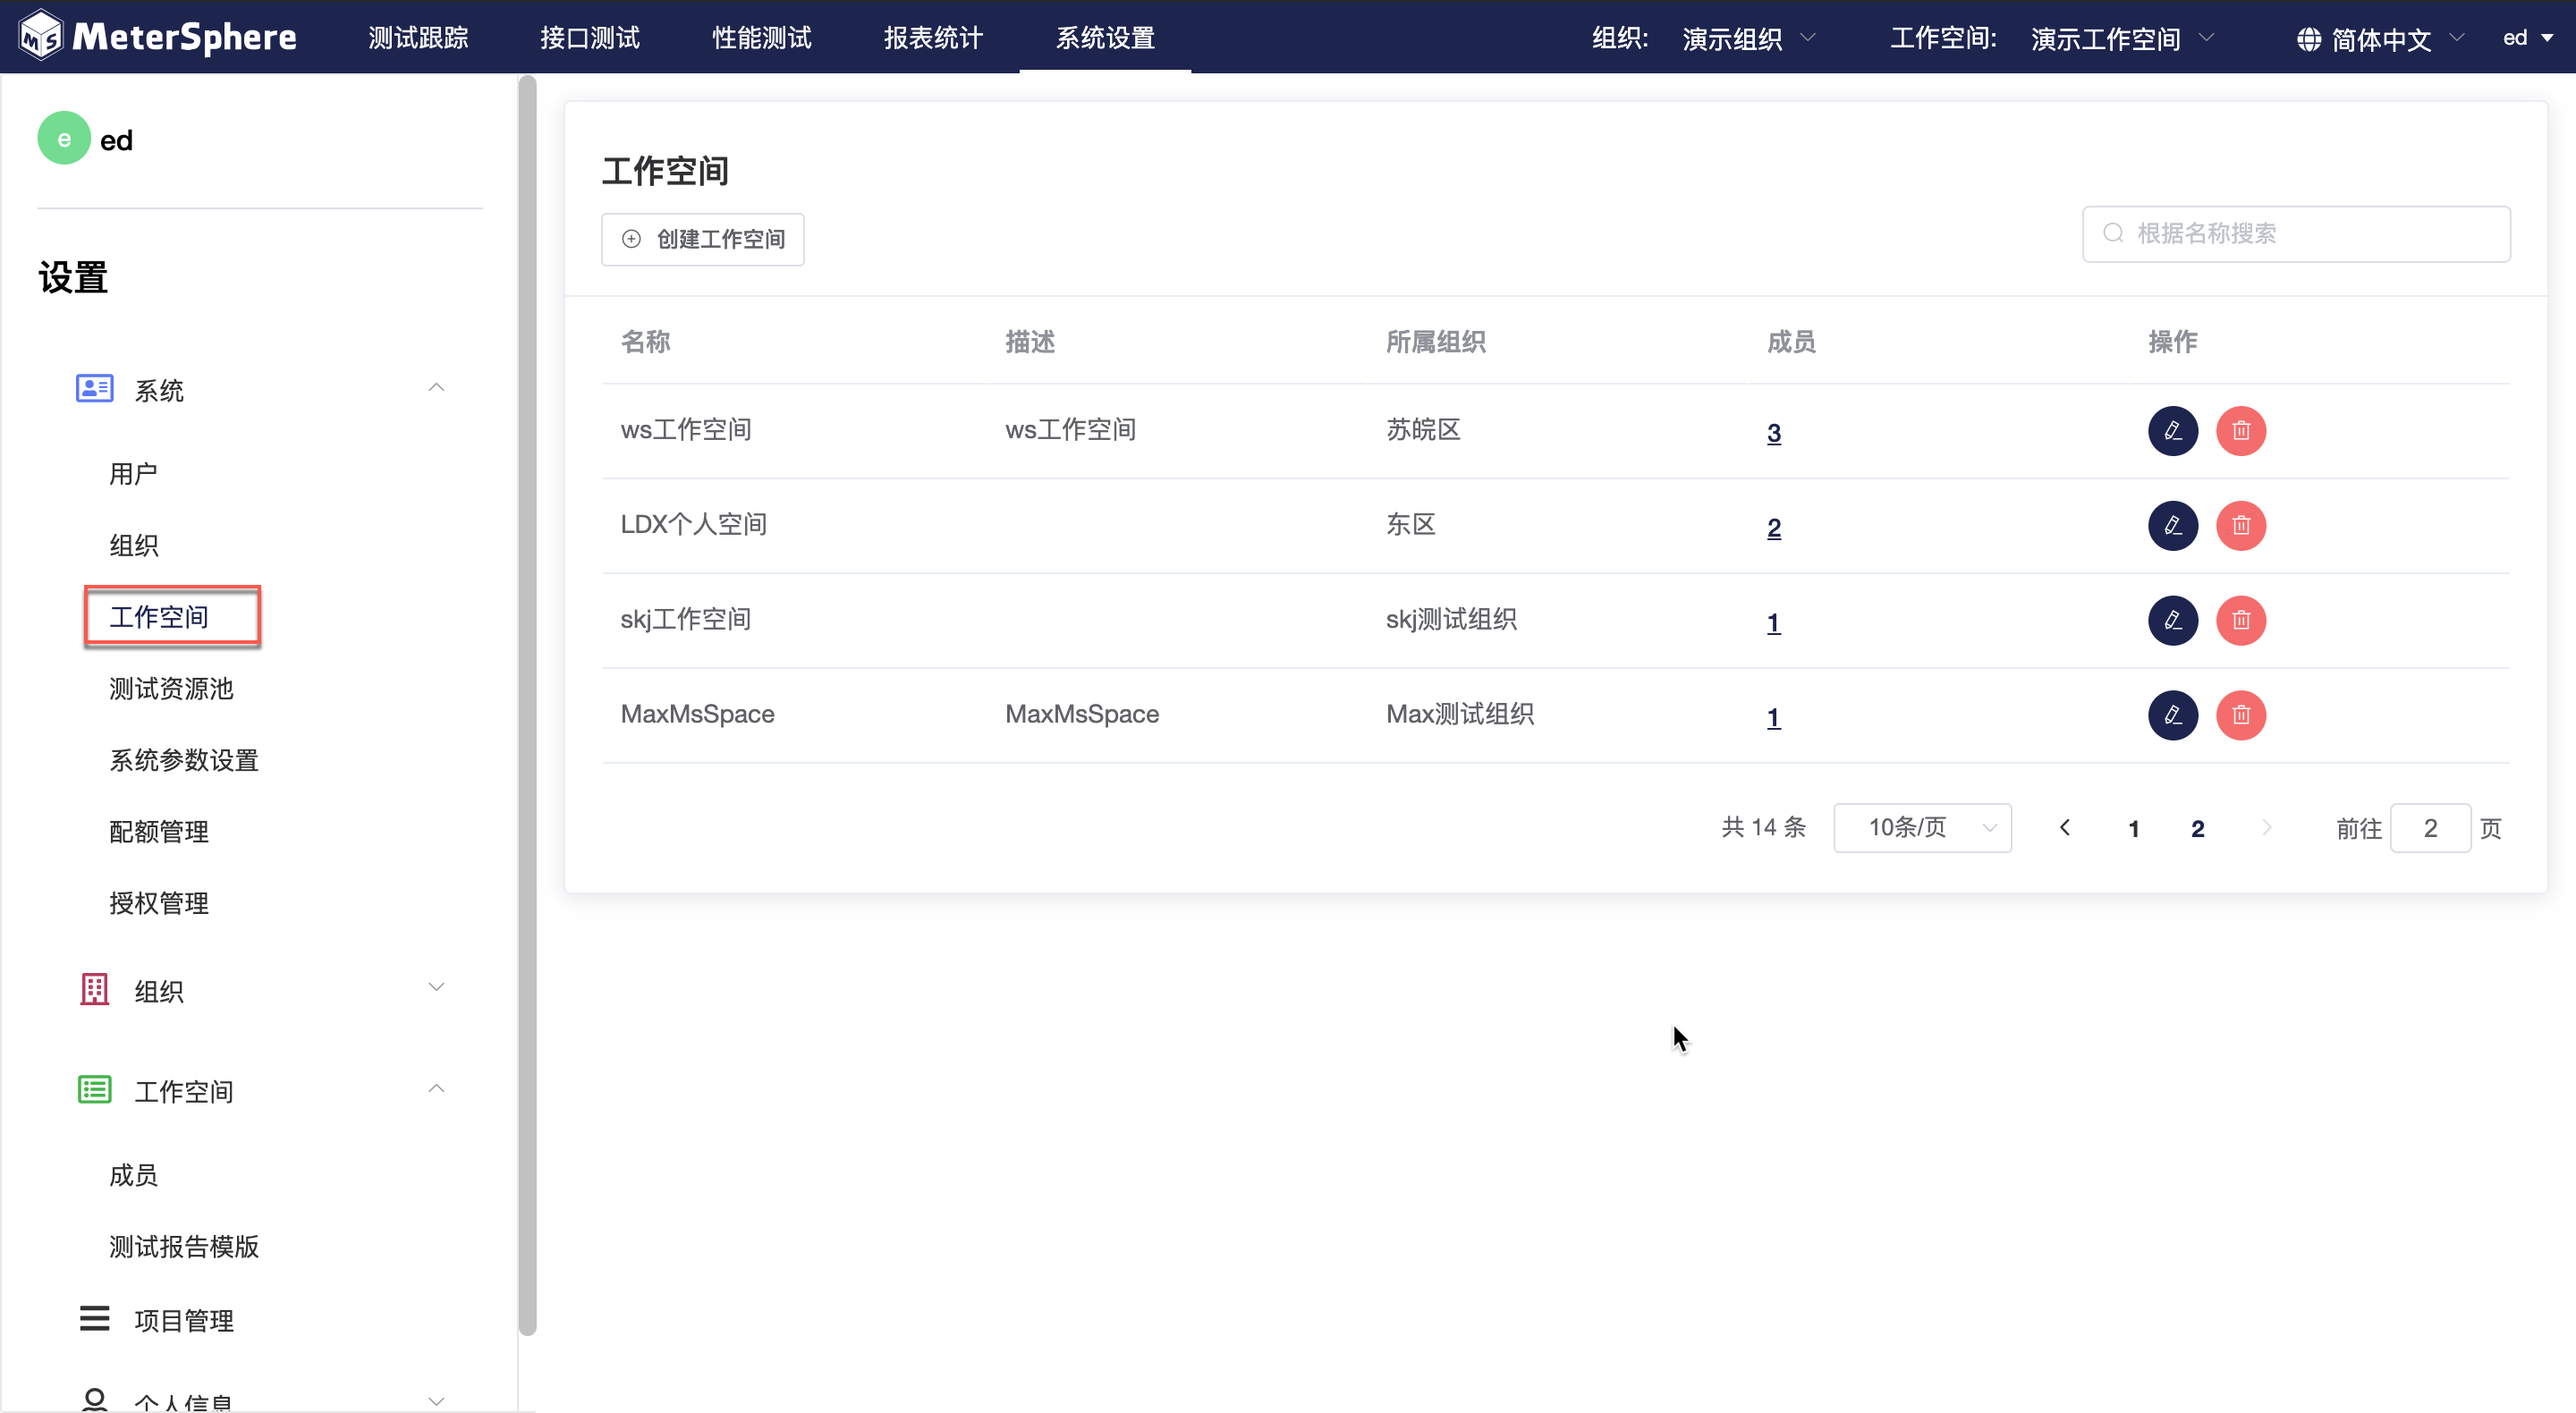 MS MeterSphere 测试跟踪 接口测试 性能测试 报表统计 系统设置 组织: 演示组织 工作空间: 演示工作空间 简体中文 ed
e ed
设置
系统
用户
组织
工作空间
测试资源池
系统参数设置
配额管理
授权管理
组织
工作空间
成员
测试报告模版
项目管理
个人信息
工作空间
创建工作空间
根据名称搜索
名称 描述 所属组织 成员 操作
ws工作空间 ws工作空间 苏皖区 3
LDX个人空间 东区 2
skj工作空间 skj测试组织 1
MaxMsSpace MaxMsSpace Max测试组织 1
共 14 条 10条/页 1 2 前往 2 页